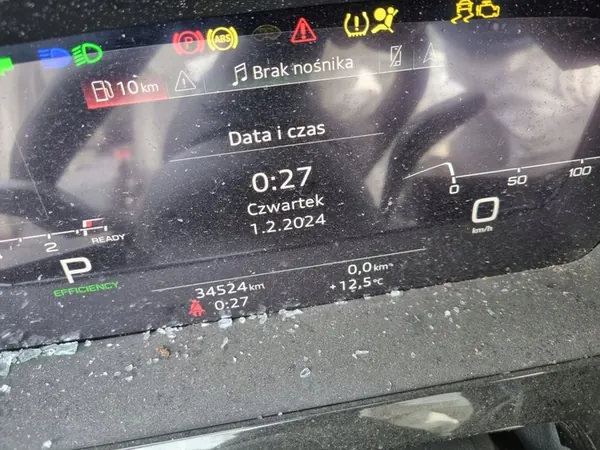 P ABS
10 km
Brak nośnika
Data i czas
0:27
Czwartek
1.2.2024
0 50 100
0
km/h
2 READY
P
EFFICIENCY
34524 km
0,0 km
0:27
+12,5 °C